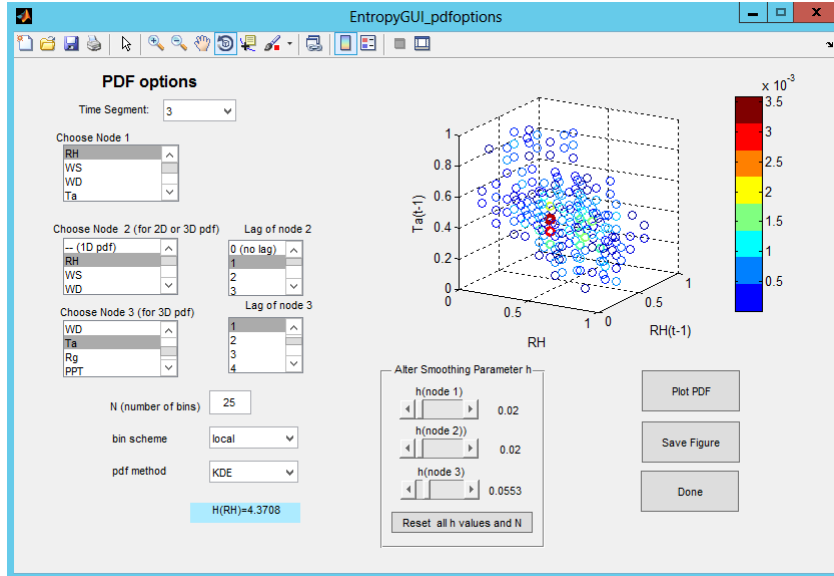 EntropyGUI_pdfoptions
PDF options
Time Segment: 3
Choose Node 1
RH
WS
WD
Ta
Choose Node 2 (for 2D or 3D pdf)
-- (1D pdf)
RH
WS
WD
Lag of node 2
0 (no lag)
1
2
3
Choose Node 3 (for 3D pdf)
WD
Ta
Rg
PPT
Lag of node 3
1
2
3
4
N (number of bins) 25
bin scheme local
pdf method KDE
H(RH)=4.3708
1
0.8
0.6
0.4
0.2
0
Ta(t-1)
0
0.5
1
RH
0
0.5
1
RH(t-1)
x 10-3
3.5
3
2.5
2
1.5
1
0.5
Alter Smoothing Parameter h
h(node 1)
0.02
h(node 2))
0.02
h(node 3)
0.0553
Reset all h values and N
Plot PDF
Save Figure
Done